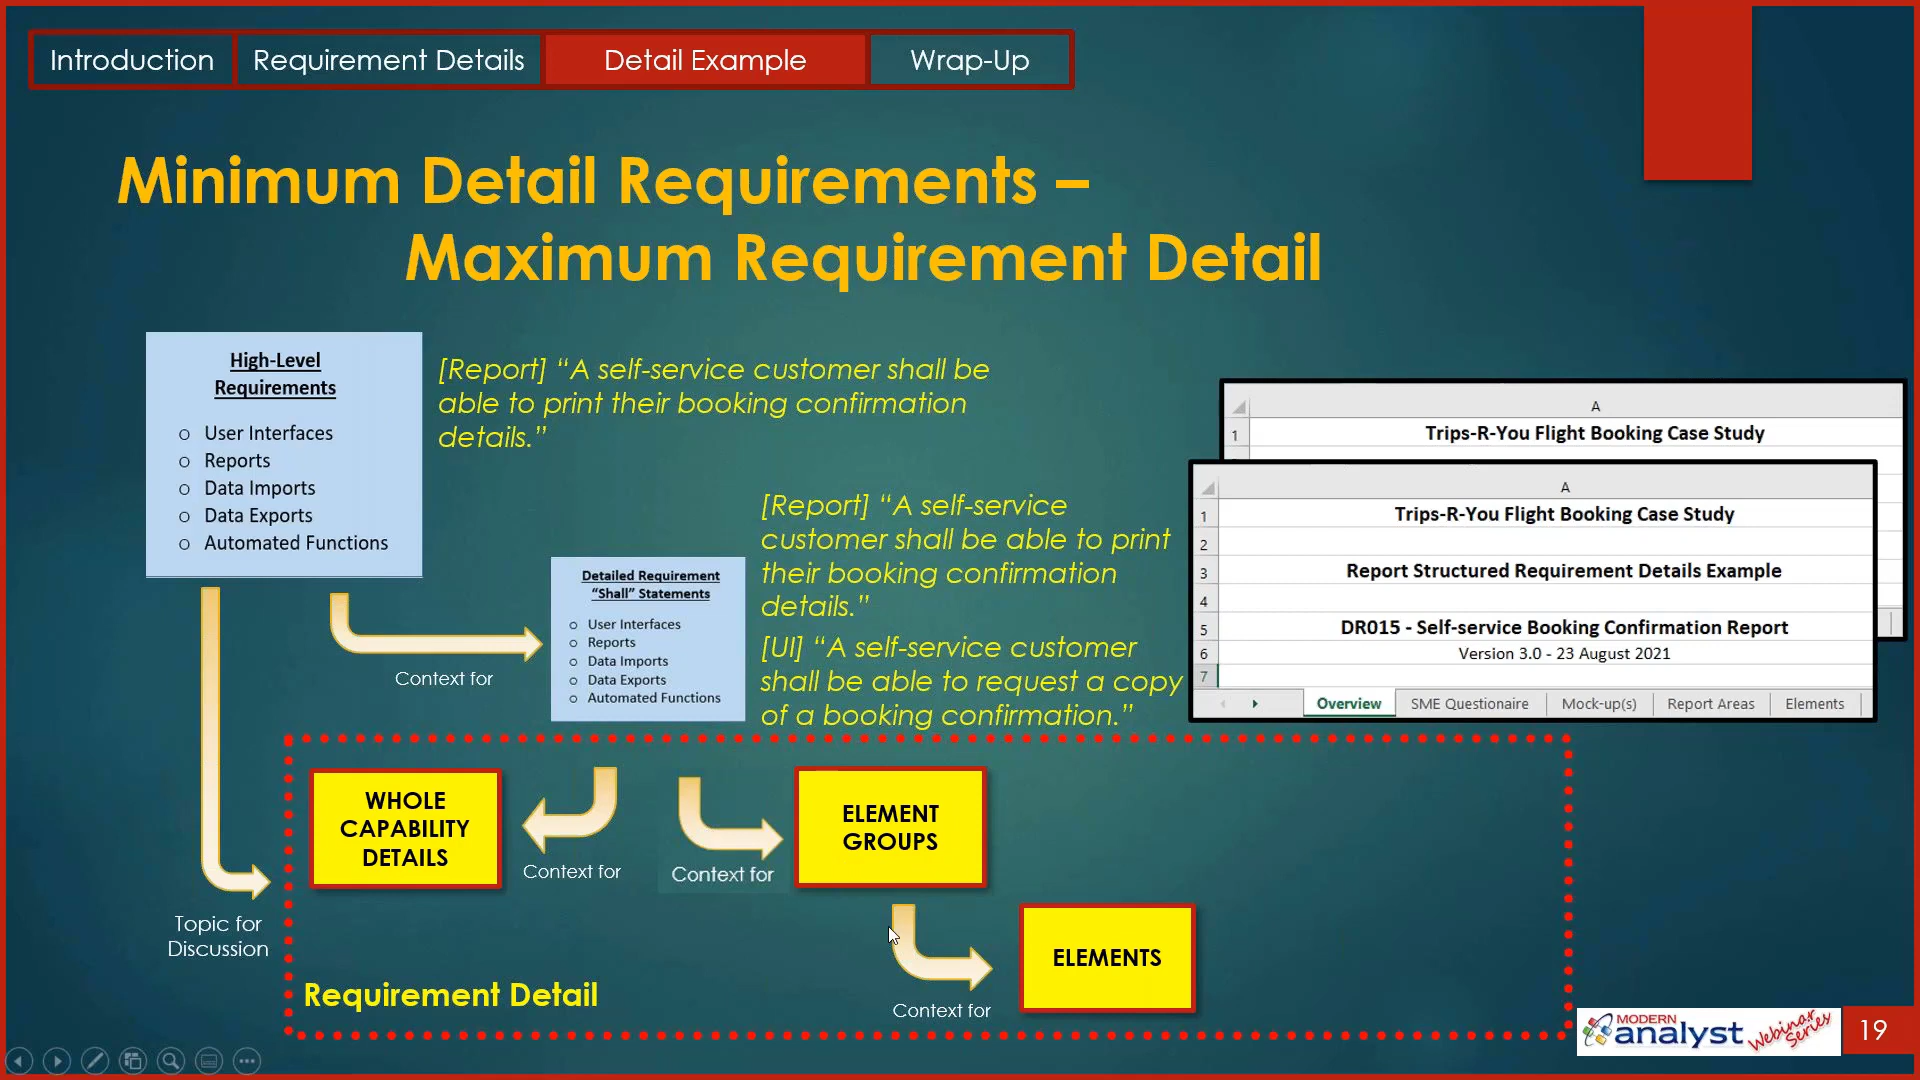 Introduction
Requirement Details
Detail Example
Wrap-Up
Minimum Detail Requirements –
Maximum Requirement Detail
High-Level
Requirements
o User Interfaces
o Reports
o Data Imports
o Data Exports
o Automated Functions
[Report] “A self-service customer shall be
able to print their booking confirmation
details.”
Context for
Detailed Requirement
“Shall” Statements
o User Interfaces
o Reports
o Data Imports
o Data Exports
o Automated Functions
[Report] “A self-service
customer shall be able to print
their booking confirmation
details.”
[UI] “A self-service customer
shall be able to request a copy
of a booking confirmation.”
A
1 Trips-R-You Flight Booking Case Study
A
1 Trips-R-You Flight Booking Case Study
2
3 Report Structured Requirement Details Example
4
5 DR015 - Self-service Booking Confirmation Report
6 Version 3.0 - 23 August 2021
7
Overview
SME Questionaire
Mock-up(s)
Report Areas
Elements
Topic for
Discussion
WHOLE
CAPABILITY
DETAILS
Context for
Context for
ELEMENT
GROUPS
Context for
ELEMENTS
Requirement Detail
MODERN
analyst
Webinar
Series
19